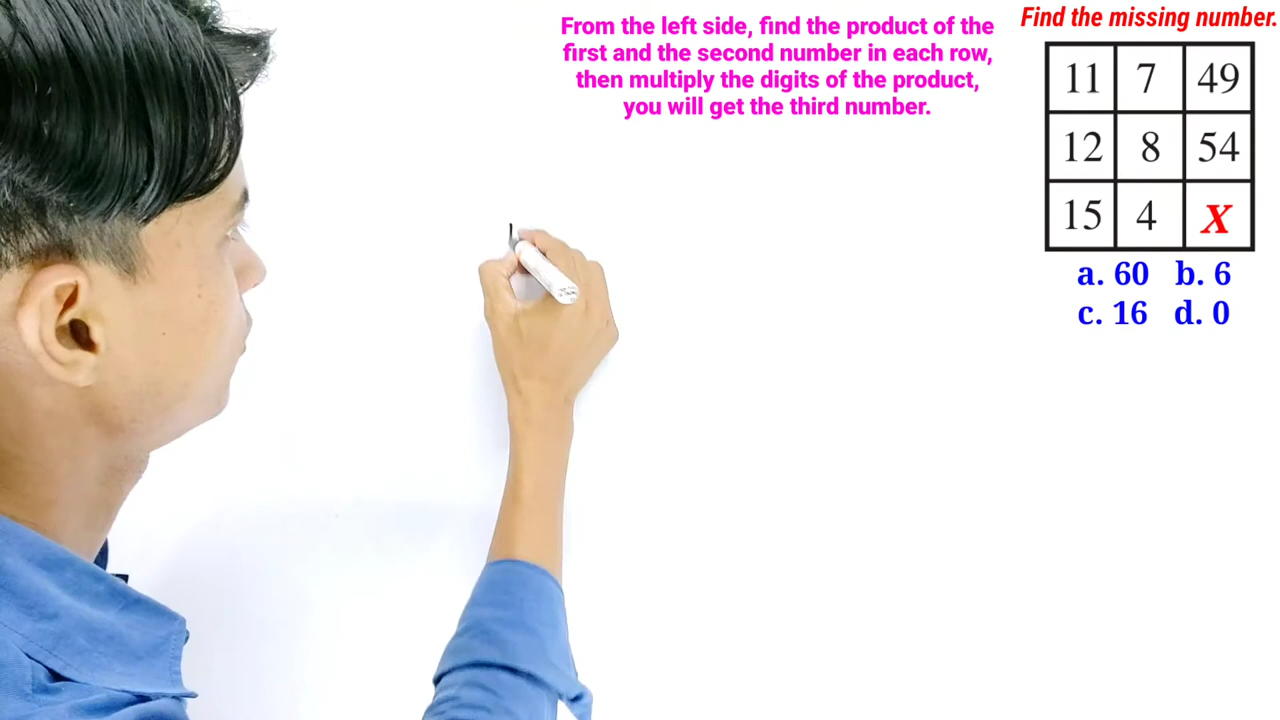 From the left side, find the product of the
first and the second number in each row,
then multiply the digits of the product,
you will get the third number.
Find the missing number.
11 7 49
12 8 54
15 4 X
a. 60 b. 6
c. 16 d. 0